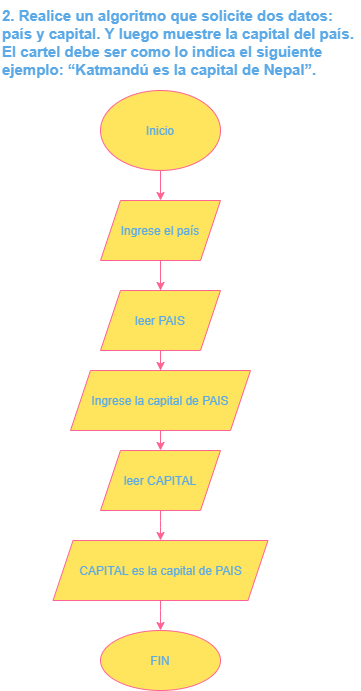 2. Realice un algoritmo que solicite dos datos:
país y capital. Y luego muestre la capital del país.
El cartel debe ser como lo indica el siguiente
ejemplo: “Katmandú es la capital de Nepal”.
Inicio
Ingrese el país
leer PAIS
Ingrese la capital de PAIS
leer CAPITAL
CAPITAL es la capital de PAIS
FIN